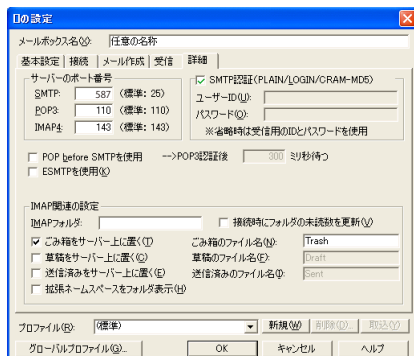 口の設定
メールボックス名(X): 任意の名称
基本設定 接続 メール作成 受信 詳細
サーバーのポート番号
SMTP: 587 (標準: 25)
POP3: 110 (標準: 110)
IMAP4: 143 (標準: 143)
SMTP認証(PLAIN/LOGIN/CRAM-MD5)
ユーザーID(U):
パスワード(O):
※省略時は受信用のIDとパスワードを使用
POP before SMTPを使用 -->POP3認証後 300 ミリ秒待つ
ESMTPを使用(K)
IMAP関連の設定
IMAPフォルダ: 接続時にフォルダの未読数を更新(V)
ごみ箱をサーバー上に置く(T) ごみ箱のファイル名(N): Trash
草稿をサーバー上に置く(C) 草稿のファイル名(F): Draft
送信済みをサーバー上に置く(E) 送信済みのファイル名(I): Sent
拡張ネームスペースをフォルダ表示(H)
プロファイル(R): (標準) 新規(W) 削除(D)... 取込(Y)
グローバルプロファイル(G)... OK キャンセル ヘルプ